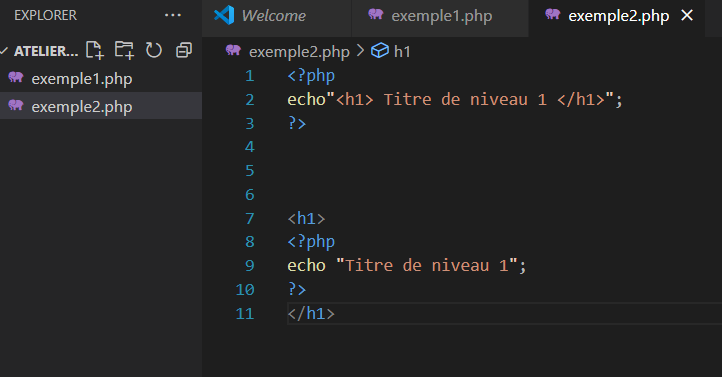 EXPLORER ...
Welcome exemple1.php exemple2.php
ATELIER...
exemple1.php
exemple2.php
exemple2.php > h1
1 <?php
2 echo"<h1> Titre de niveau 1 </h1>";
3 ?>
4
5
6
7 <h1>
8 <?php
9 echo "Titre de niveau 1";
10 ?>
11 </h1>